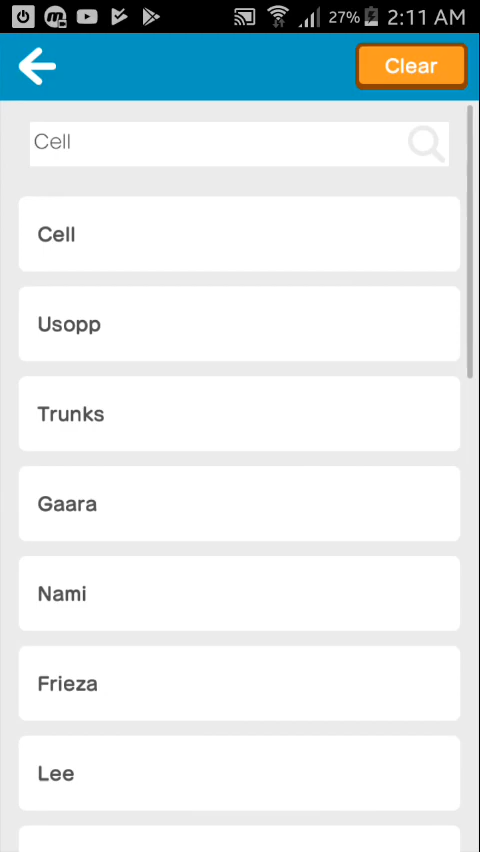 27% 2:11 AM
Clear
Cell
Cell
Usopp
Trunks
Gaara
Nami
Frieza
Lee